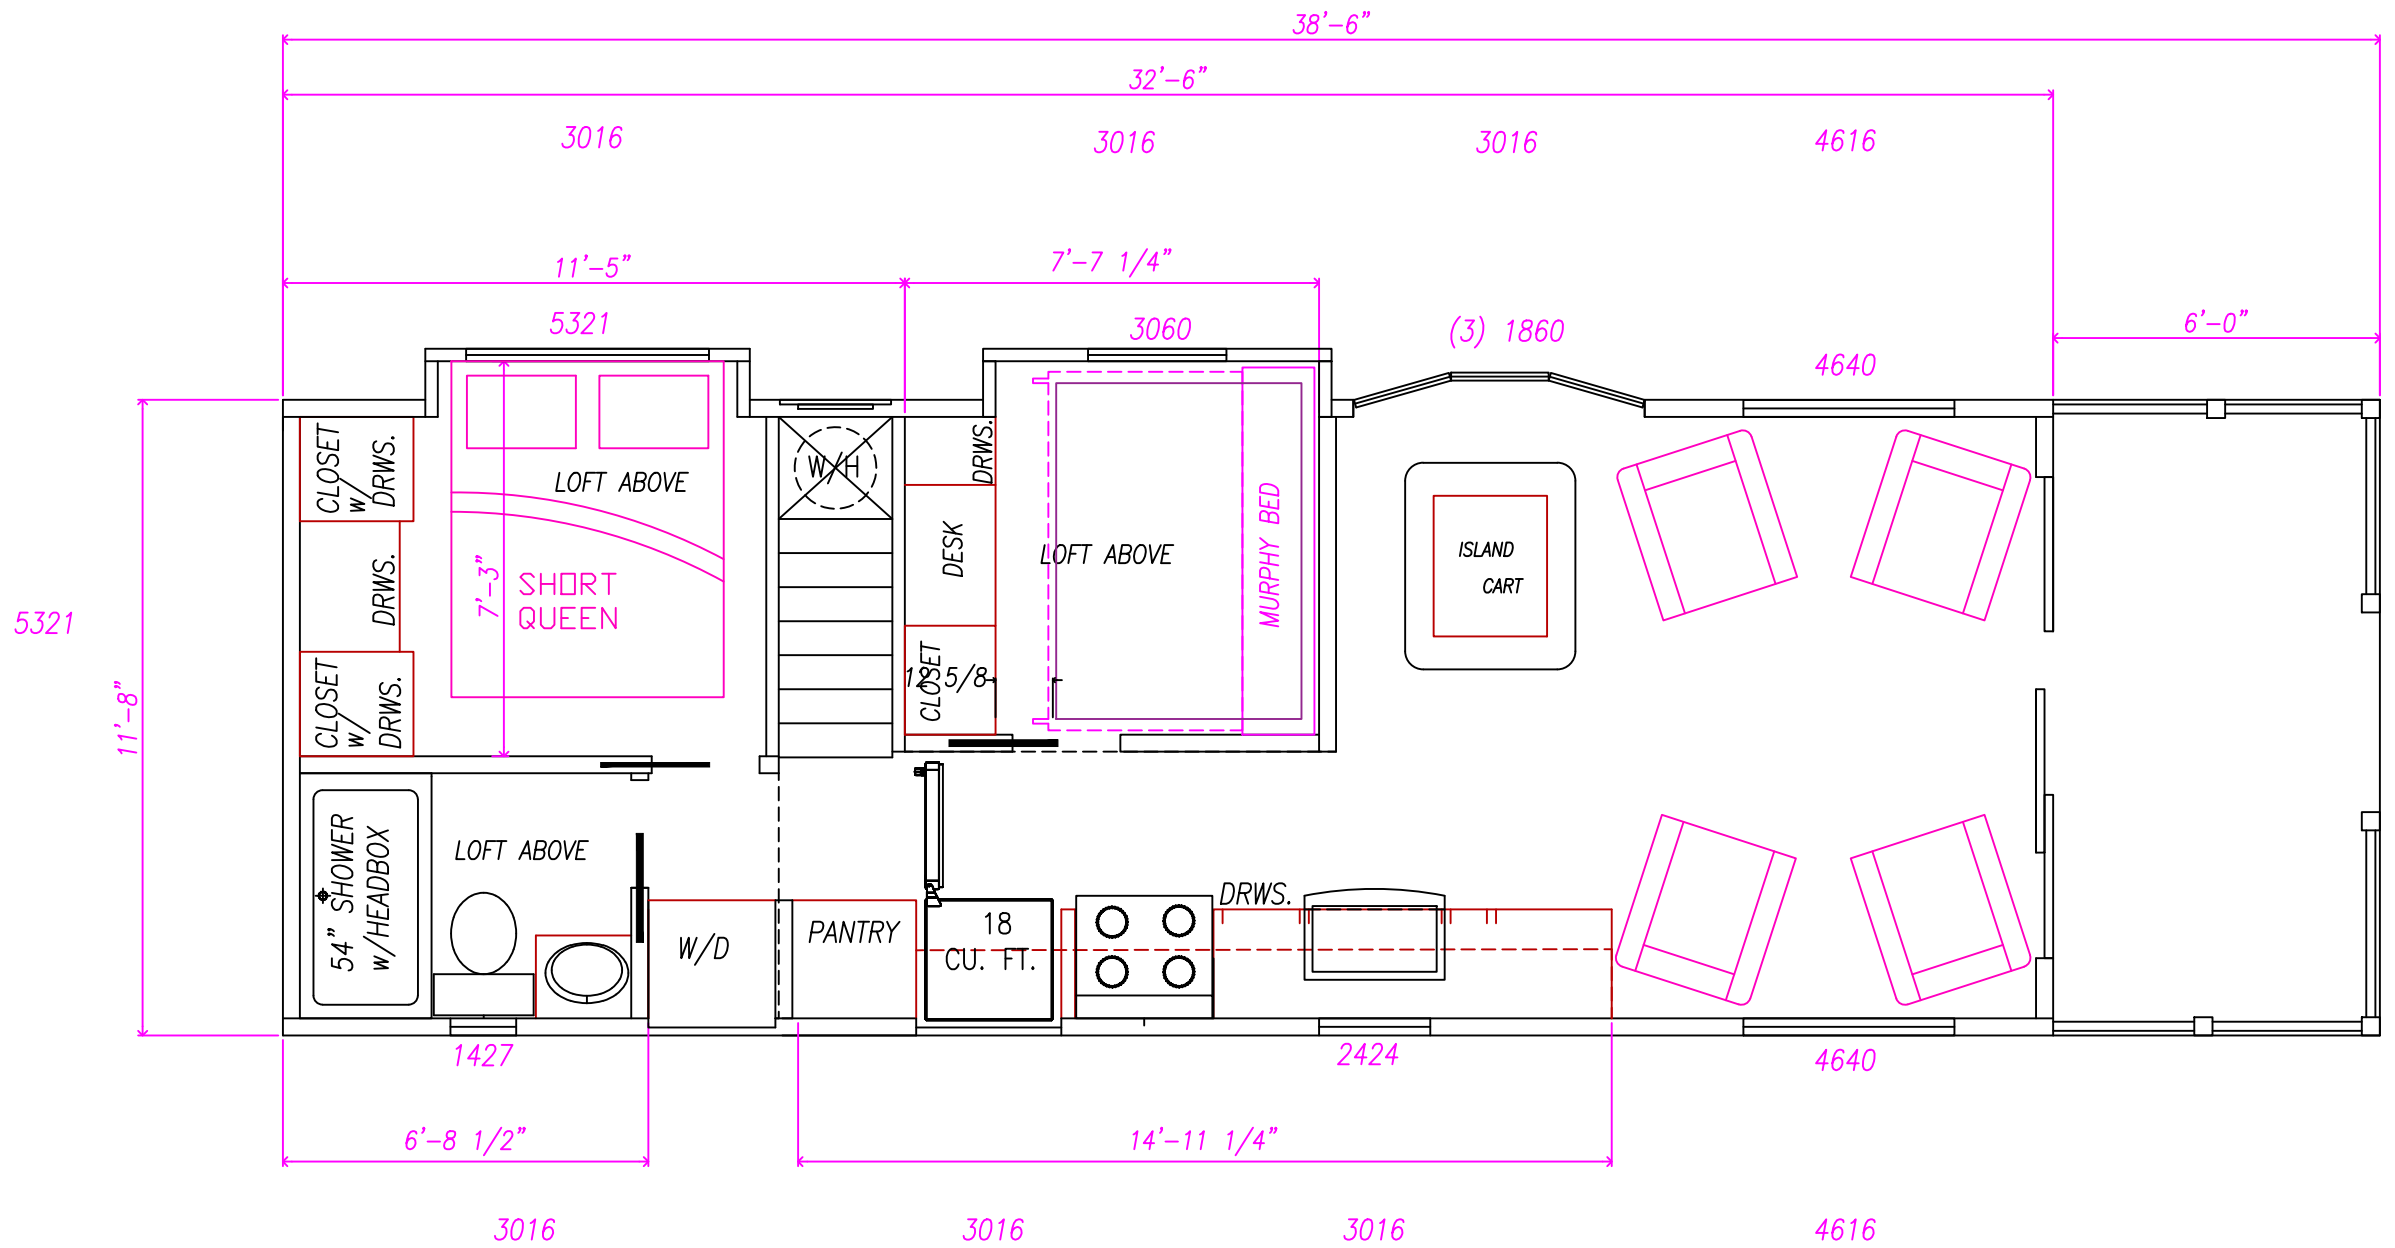 38'-6"
32'-6"
3016
3016
3016
4616
11'-5"
7'-7 1/4"
5321
3060
(3) 1860
4640
6'-0"
CLOSET
w/
DRWS.
LOFT ABOVE
W/H
DRWS.
DESK
LOFT ABOVE
MURPHY BED
ISLAND
CART
DRWS.
7'-3"
SHORT
QUEEN
5321
11'-8"
CLOSET
w/
DRWS.
CLOSET
12 5/8
54" SHOWER
w/HEADBOX
LOFT ABOVE
W/D
PANTRY
18
CU. FT.
DRWS.
1427
2424
4640
6'-8 1/2"
14'-11 1/4"
3016
3016
3016
4616